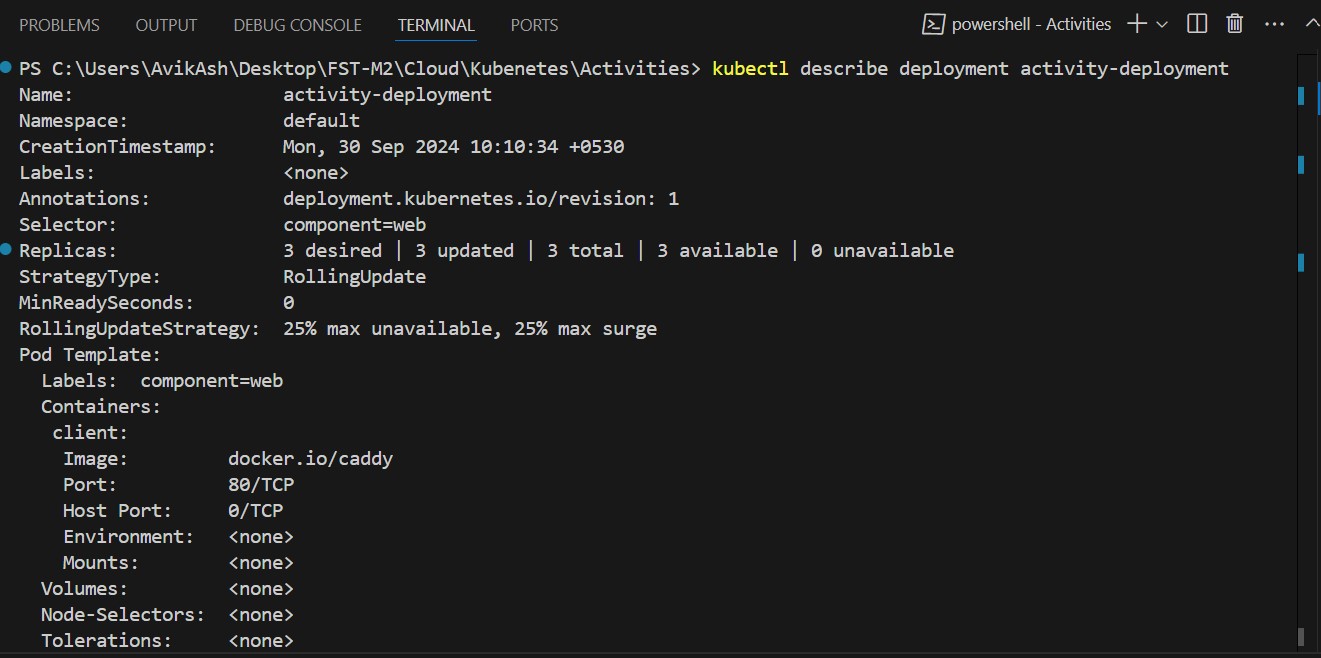 PROBLEMS OUTPUT DEBUG CONSOLE TERMINAL PORTS powershell - Activities
PS C:\Users\AvikAsh\Desktop\FST-M2\Cloud\Kubenetes\Activities> kubectl describe deployment activity-deployment
Name: activity-deployment
Namespace: default
CreationTimestamp: Mon, 30 Sep 2024 10:10:34 +0530
Labels: <none>
Annotations: deployment.kubernetes.io/revision: 1
Selector: component=web
Replicas: 3 desired | 3 updated | 3 total | 3 available | 0 unavailable
StrategyType: RollingUpdate
MinReadySeconds: 0
RollingUpdateStrategy: 25% max unavailable, 25% max surge
Pod Template:
Labels: component=web
Containers:
client:
Image: docker.io/caddy
Port: 80/TCP
Host Port: 0/TCP
Environment: <none>
Mounts: <none>
Volumes: <none>
Node-Selectors: <none>
Tolerations: <none>